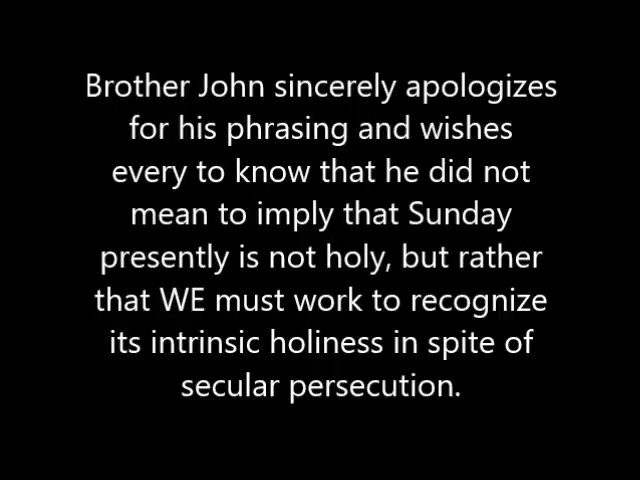 Brother John sincerely apologizes
for his phrasing and wishes
every to know that he did not
mean to imply that Sunday
presently is not holy, but rather
that WE must work to recognize
its intrinsic holiness in spite of
secular persecution.